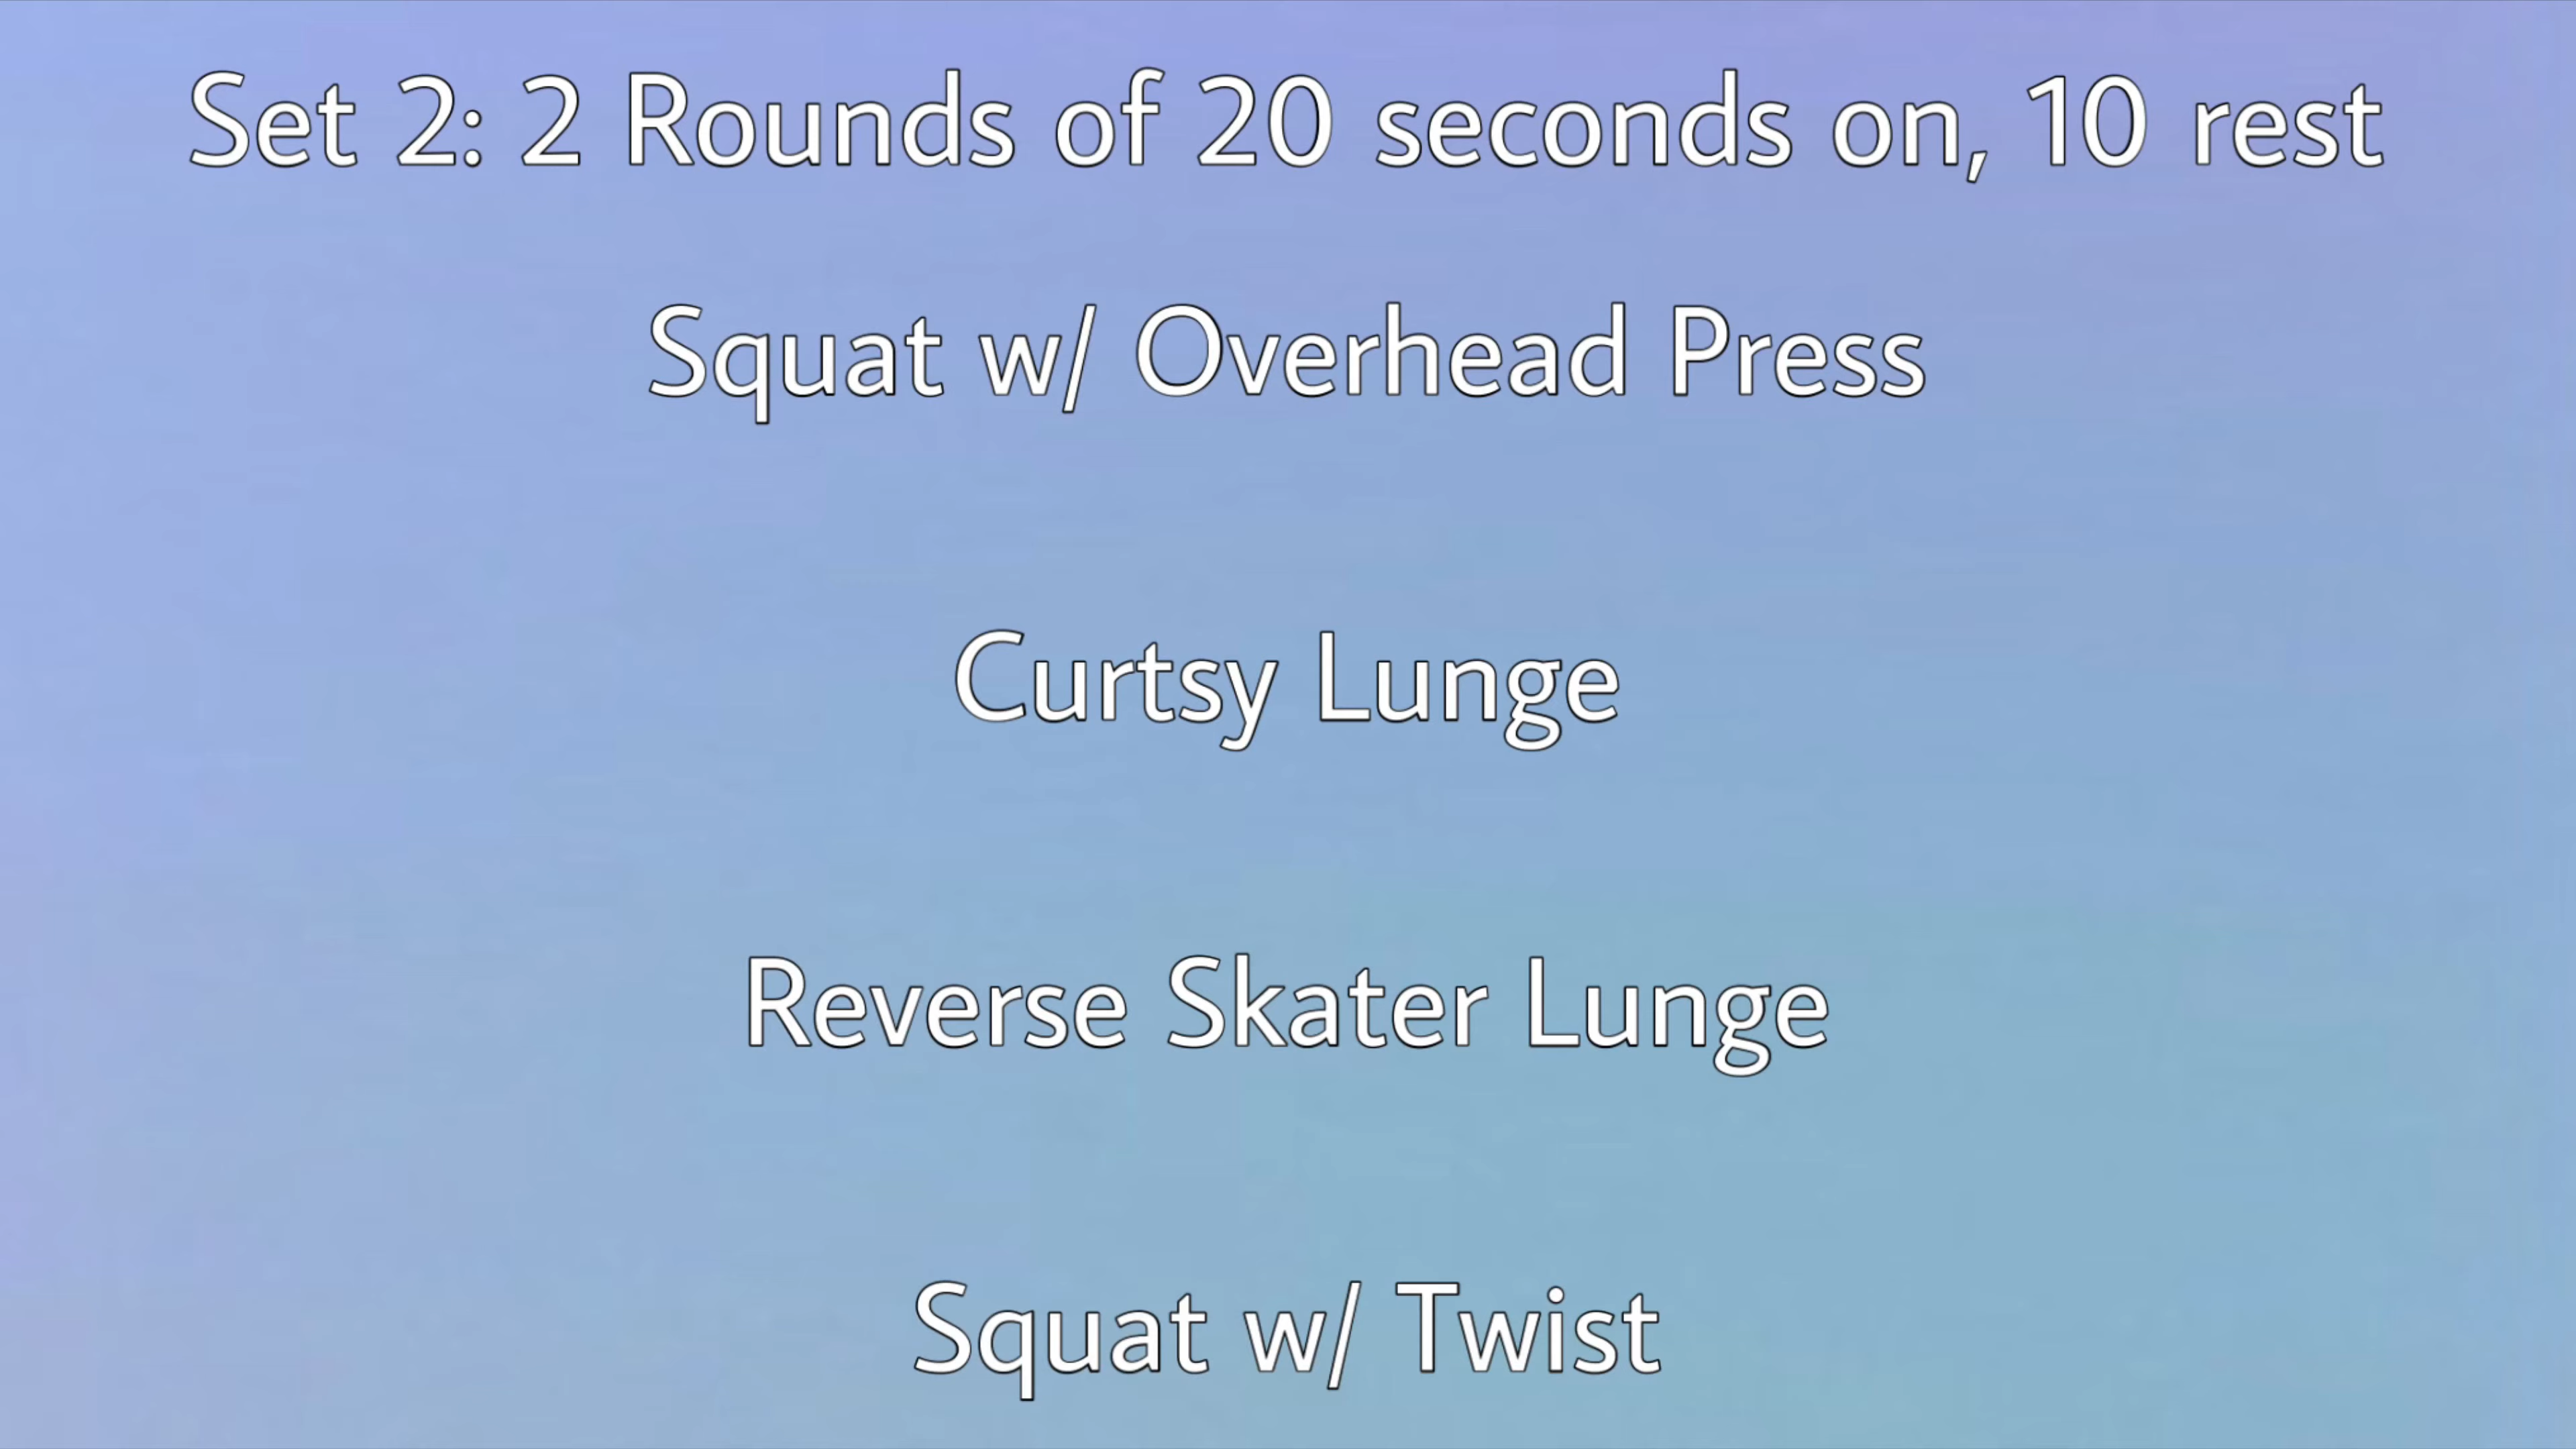 Set 2: 2 Rounds of 20 seconds on, 10 rest
Squat w/ Overhead Press
Curtsy Lunge
Reverse Skater Lunge
Squat w/ Twist